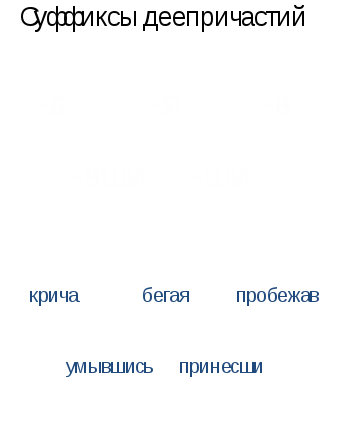 Суффиксы деепричастий
крича бегая пробежав
умывшись принесши